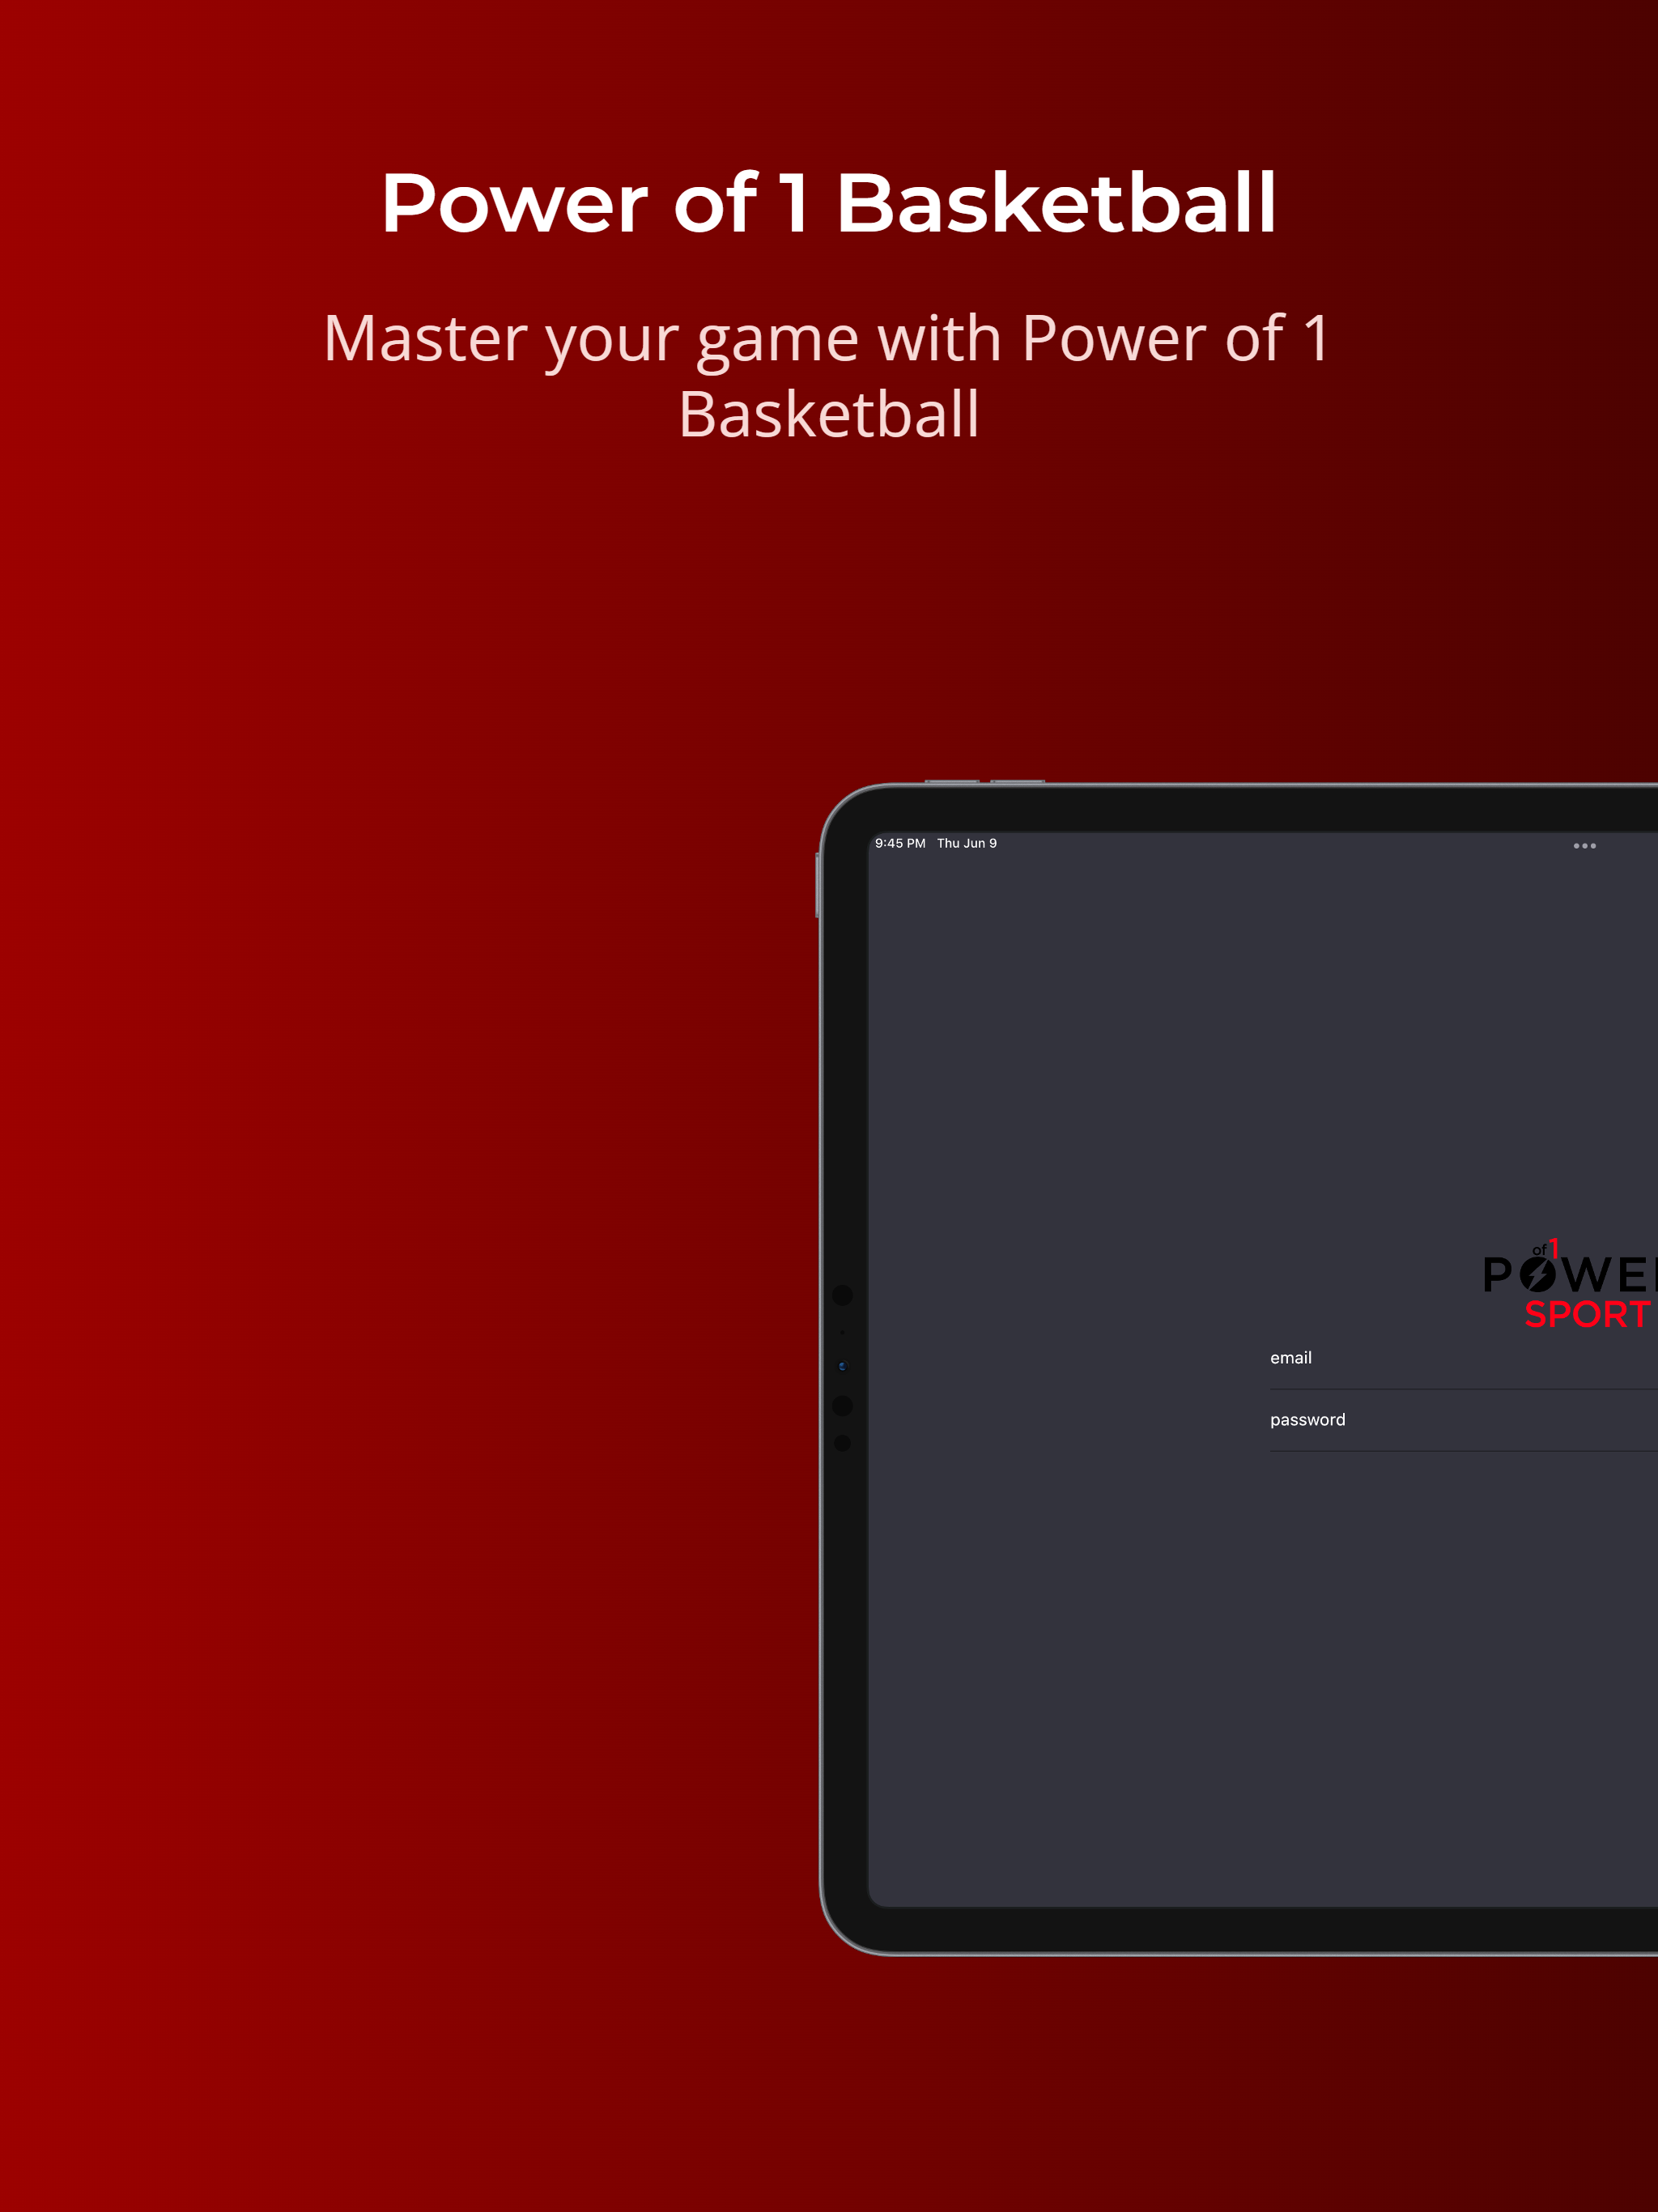 Power of 1 Basketball
Master your game with Power of 1
Basketball
9:45 PM Thu Jun 9
of 1
POWE
SPORT
email
password